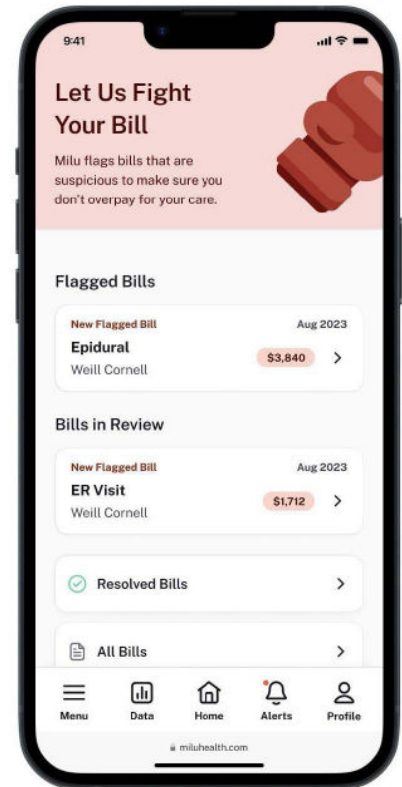 9:41
Let Us Fight
Your Bill
Milu flags bills that are
suspicious to make sure you
don't overpay for your care.
Flagged Bills
New Flagged Bill Aug 2023
Epidural
$3,840
Weill Cornell
Bills in Review
New Flagged Bill Aug 2023
ER Visit
$1,712
Weill Cornell
Resolved Bills
All Bills
Menu Data Home Alerts Profile
miluhealth.com